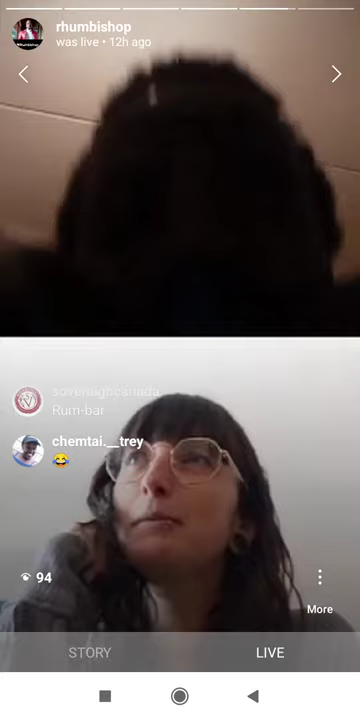 rhumbishop
was live • 12h ago
sovereighcanada
Rum-bar
chemtai.__trey
😂
94
More
STORY
LIVE